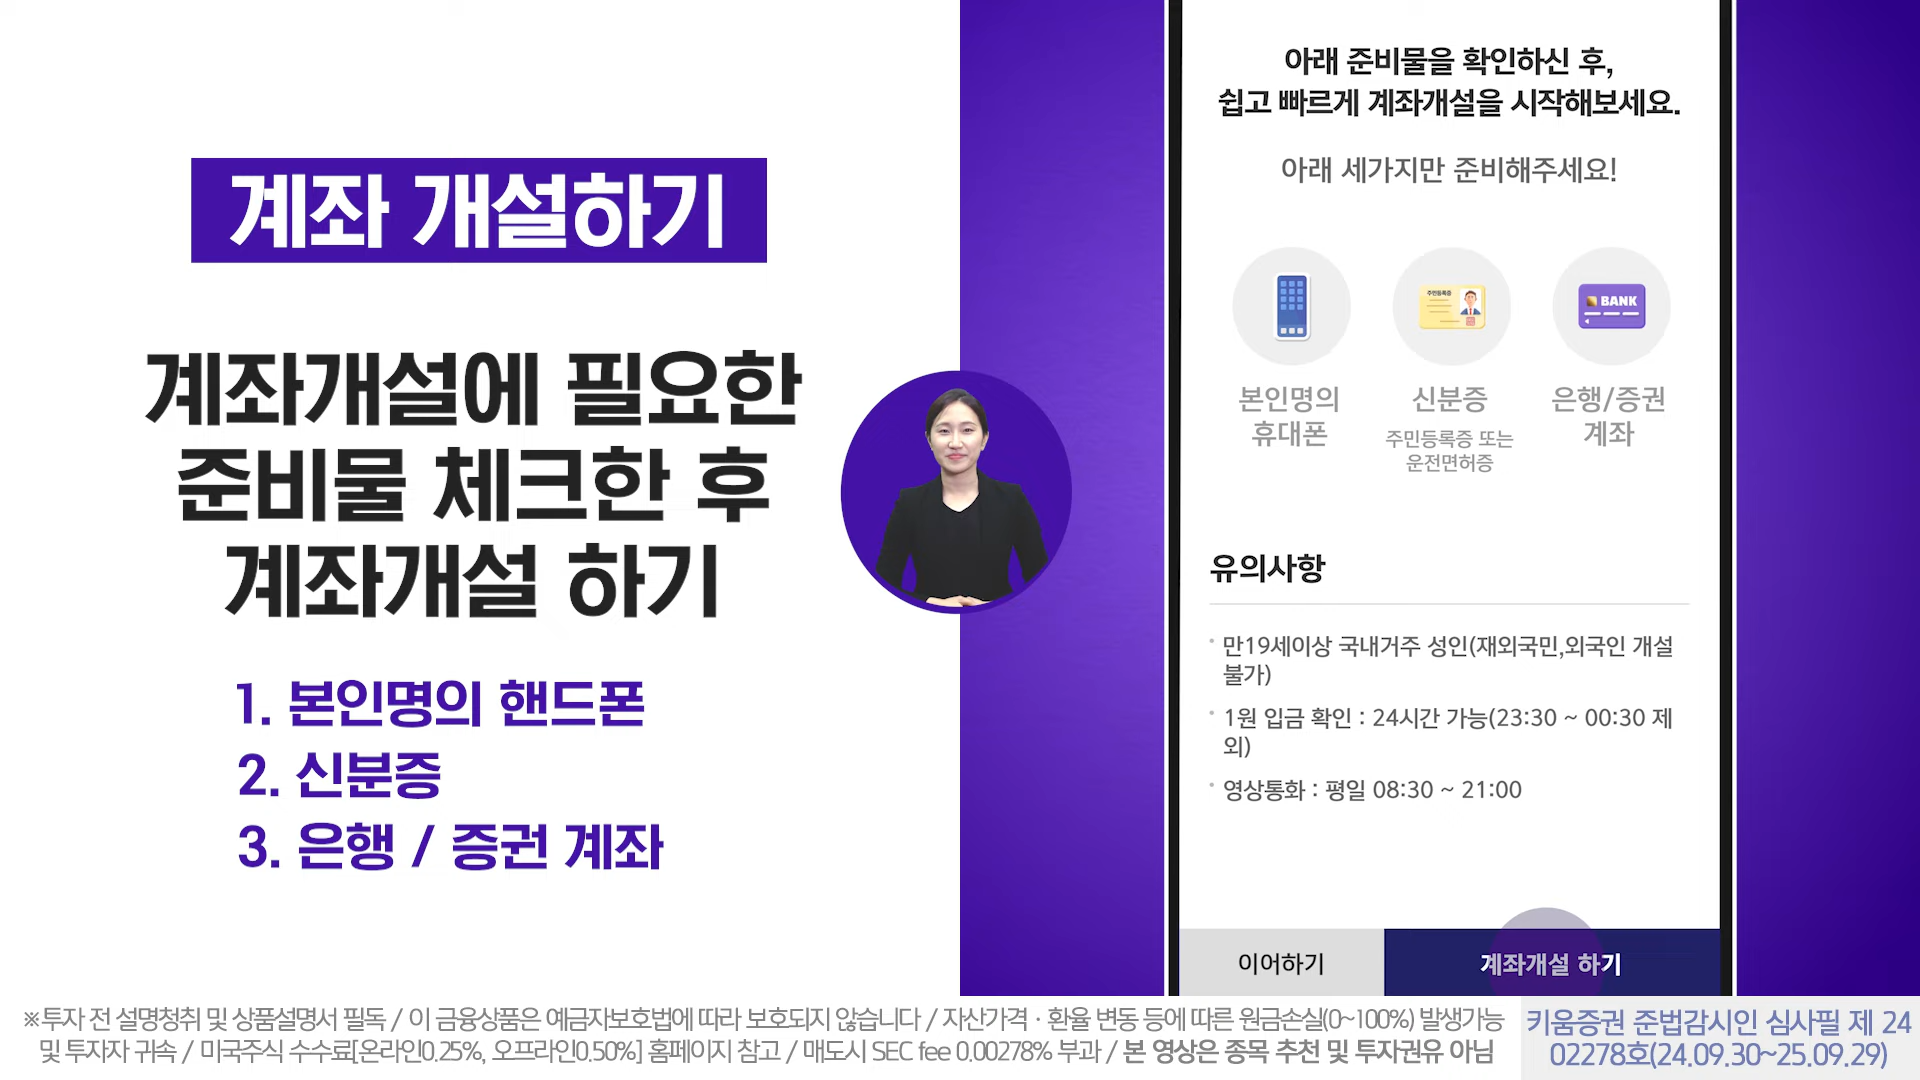 계좌 개설하기
계좌개설에 필요한
준비물 체크한 후
계좌개설 하기
1. 본인명의 핸드폰
2. 신분증
3. 은행 / 증권 계좌
아래 준비물을 확인하신 후,
쉽고 빠르게 계좌개설을 시작해보세요.
아래 세가지만 준비해주세요!
주민등록증
BANK
본인명의
휴대폰
신분증
주민등록증 또는
운전면허증
은행/증권
계좌
유의사항
• 만19세이상 국내거주 성인(재외국민,외국인 개설
불가)
• 1원 입금 확인 : 24시간 가능(23:30 ~ 00:30 제
외)
• 영상통화 : 평일 08:30 ~ 21:00
이어하기
계좌개설 하기
※투자 전 설명청취 및 상품설명서 필독 / 이 금융상품은 예금자보호법에 따라 보호되지 않습니다 / 자산가격 · 환율 변동 등에 따른 원금손실(0~100%) 발생가능
및 투자자 귀속 / 미국주식 수수료[온라인0.25%, 오프라인0.50%] 홈페이지 참고 / 매도시 SEC fee 0.00278% 부과 / 본 영상은 종목 추천 및 투자권유 아님
키움증권 준법감시인 심사필 제 24
02278호(24.09.30~25.09.29)